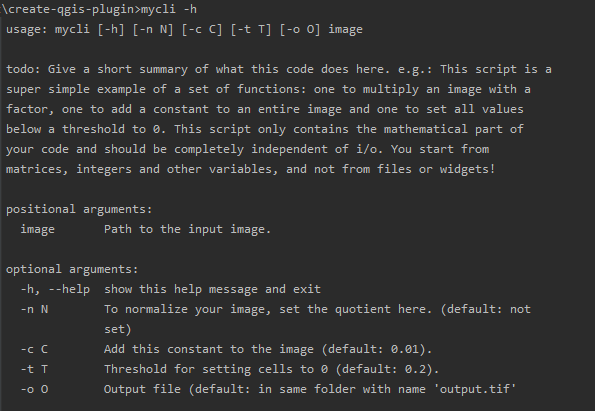 \create-qgis-plugin>mycli -h
usage: mycli [-h] [-n N] [-c C] [-t T] [-o O] image

todo: Give a short summary of what this code does here. e.g.: This script is a
super simple example of a set of functions: one to multiply an image with a
factor, one to add a constant to an entire image and one to set all values
below a threshold to 0. This script only contains the mathematical part of
your code and should be completely independent of i/o. You start from
matrices, integers and other variables, and not from files or widgets!

positional arguments:
  image       Path to the input image.

optional arguments:
  -h, --help  show this help message and exit
  -n N        To normalize your image, set the quotient here. (default: not
              set)
  -c C        Add this constant to the image (default: 0.01).
  -t T        Threshold for setting cells to 0 (default: 0.2).
  -o O        Output file (default: in same folder with name 'output.tif'